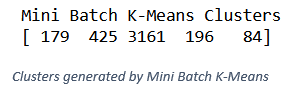 Mini Batch K-Means Clusters
[ 179 425 3161 196 84]
Clusters generated by Mini Batch K-Means